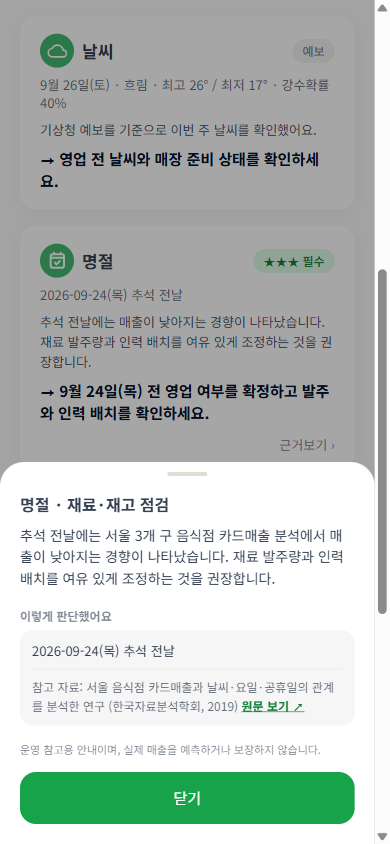 날씨
예보
9월 26일(토) · 흐림 · 최고 26° / 최저 17° · 강수확률
40%
기상청 예보를 기준으로 이번 주 날씨를 확인했어요.
→ 영업 전 날씨와 매장 준비 상태를 확인하세
요.
명절
★★★ 필수
2026-09-24(목) 추석 전날
추석 전날에는 매출이 낮아지는 경향이 나타났습니다.
재료 발주량과 인력 배치를 여유 있게 조정하는 것을 권
장합니다.
→ 9월 24일(목) 전 영업 여부를 확정하고 발주
와 인력 배치를 확인하세요.
근거보기 ›
명절 · 재료·재고 점검
추석 전날에는 서울 3개 구 음식점 카드매출 분석에서 매
출이 낮아지는 경향이 나타났습니다. 재료 발주량과 인력
배치를 여유 있게 조정하는 것을 권장합니다.
이렇게 판단했어요
2026-09-24(목) 추석 전날
참고 자료: 서울 음식점 카드매출과 날씨·요일·공휴일의 관계
를 분석한 연구 (한국자료분석학회, 2019) 원문 보기 ↗
운영 참고용 안내이며, 실제 매출을 예측하거나 보장하지 않습니다.
닫기